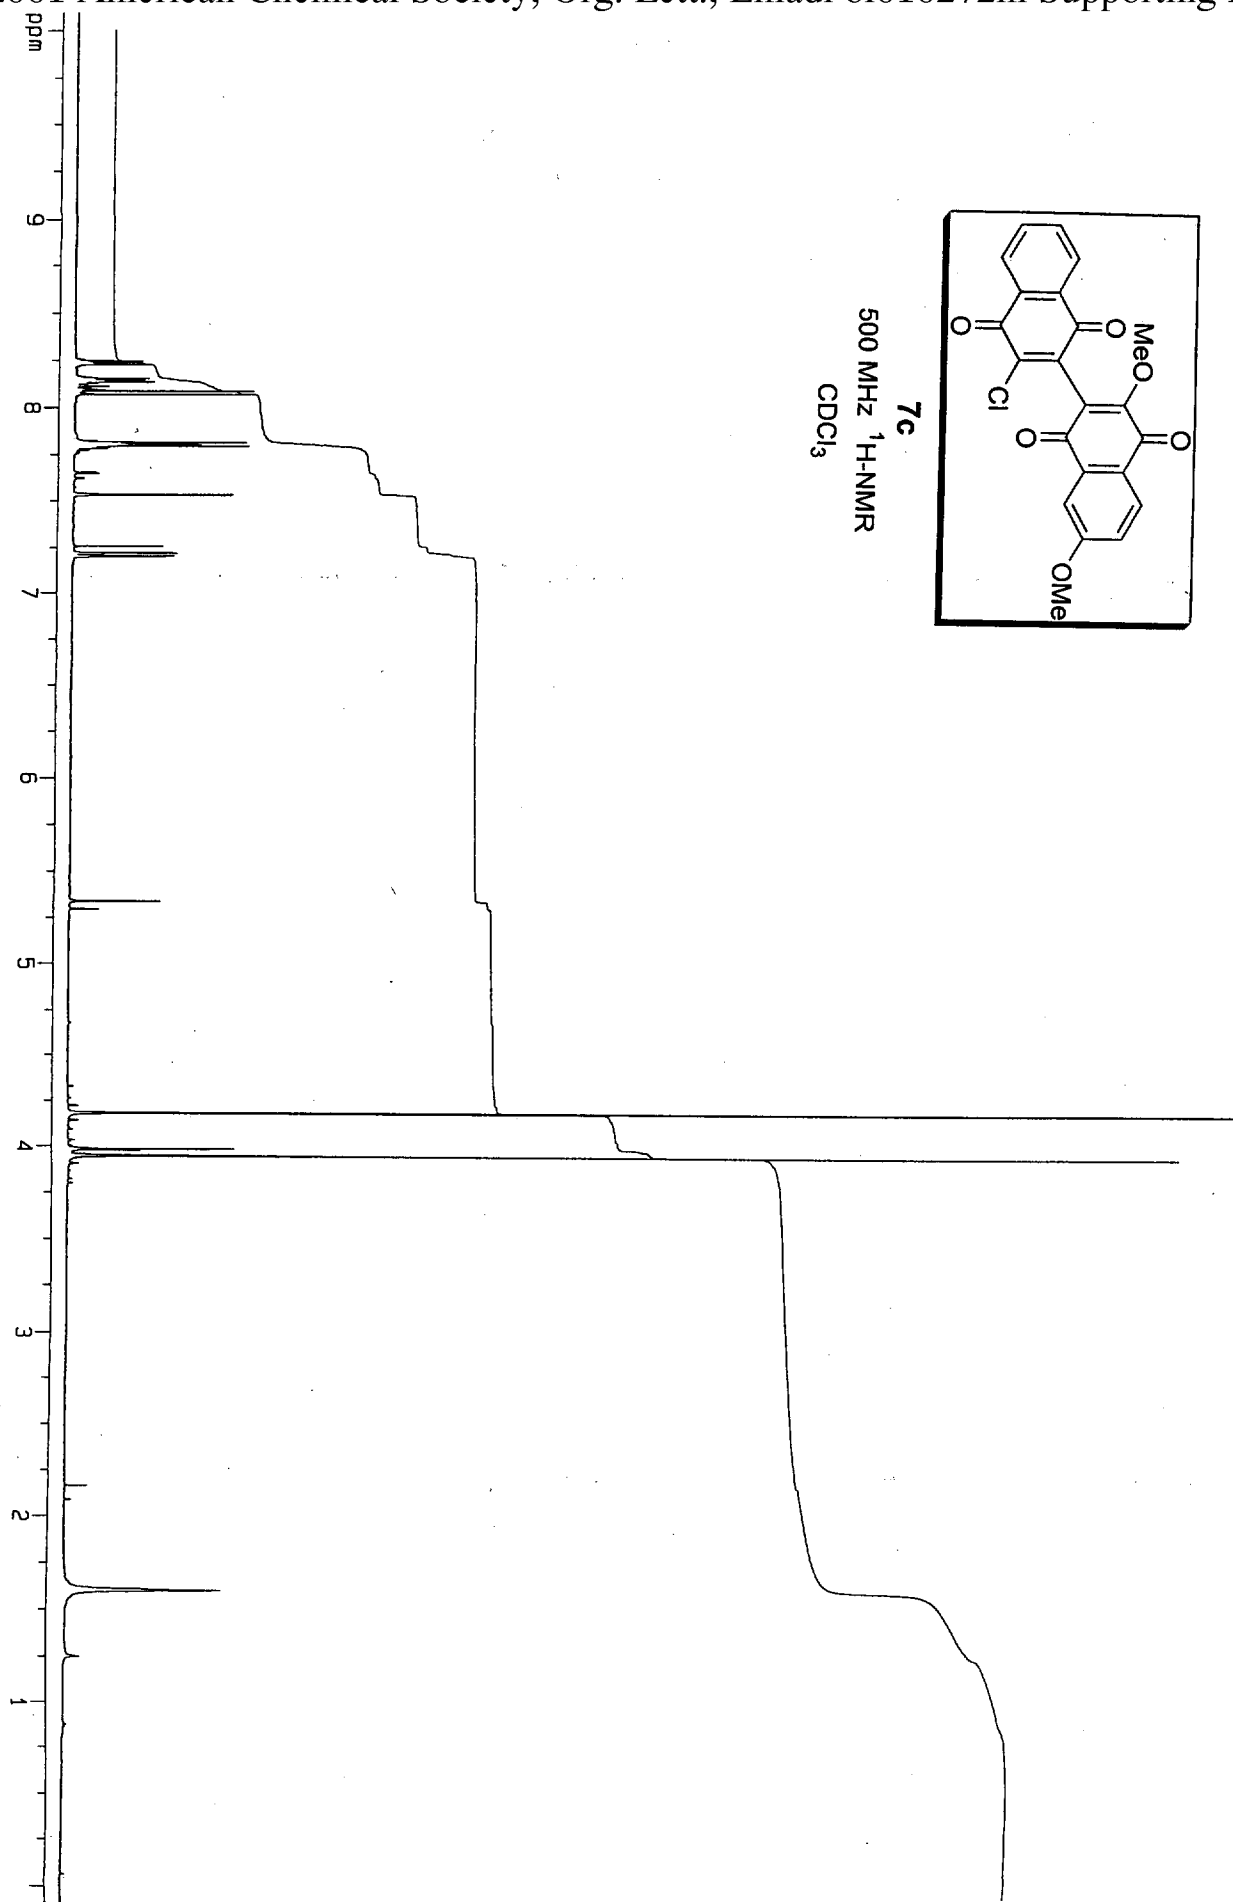 2001 American Chemical Society, Org. Lett., Emadi ol010272m Supporting
MeO
O
O
Cl
O
O
OMe
7c
500 MHz ¹H-NMR
CDCl₃
ppm
9
8
7
6
5
4
3
2
1